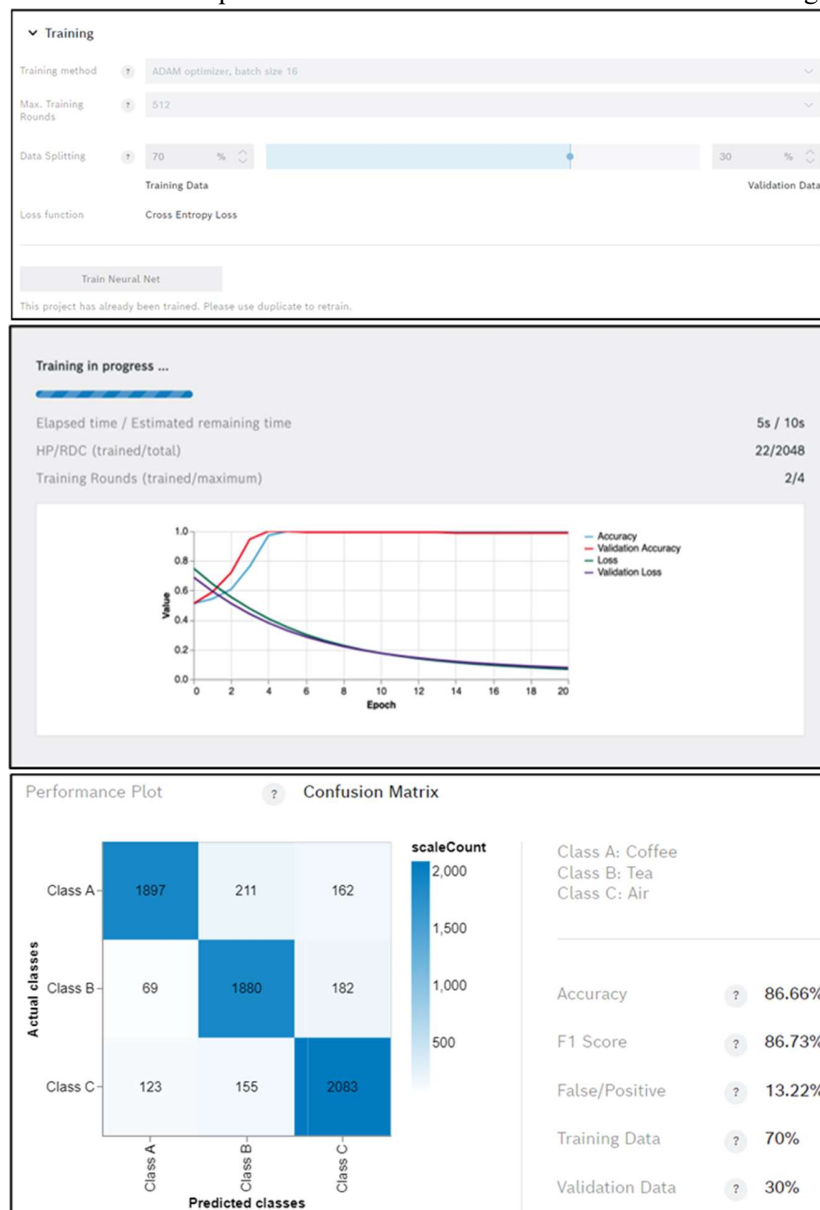 Training
Training method ? ADAM optimizer, batch size 16
Max. Training Rounds ? 512
Data Splitting ? 70 % 30 %
Training Data Validation Data
Loss function Cross Entropy Loss
Train Neural Net
This project has already been trained. Please use duplicate to retrain.
Training in progress ...
Elapsed time / Estimated remaining time 5s / 10s
HP/RDC (trained/total) 22/2048
Training Rounds (trained/maximum) 2/4
1.0
0.8
0.6
0.4
0.2
0.0
Value
0 2 4 6 8 10 12 14 16 18 20
Epoch
Accuracy
Validation Accuracy
Loss
Validation Loss
Performance Plot ? Confusion Matrix
Actual classes
Class A 1897 211 162
Class B 69 1880 182
Class C 123 155 2083
Class A Class B Class C
Predicted classes
scaleCount
2,000
1,500
1,000
500
Class A: Coffee
Class B: Tea
Class C: Air
Accuracy ? 86.66%
F1 Score ? 86.73%
False/Positive ? 13.22%
Training Data ? 70%
Validation Data ? 30%